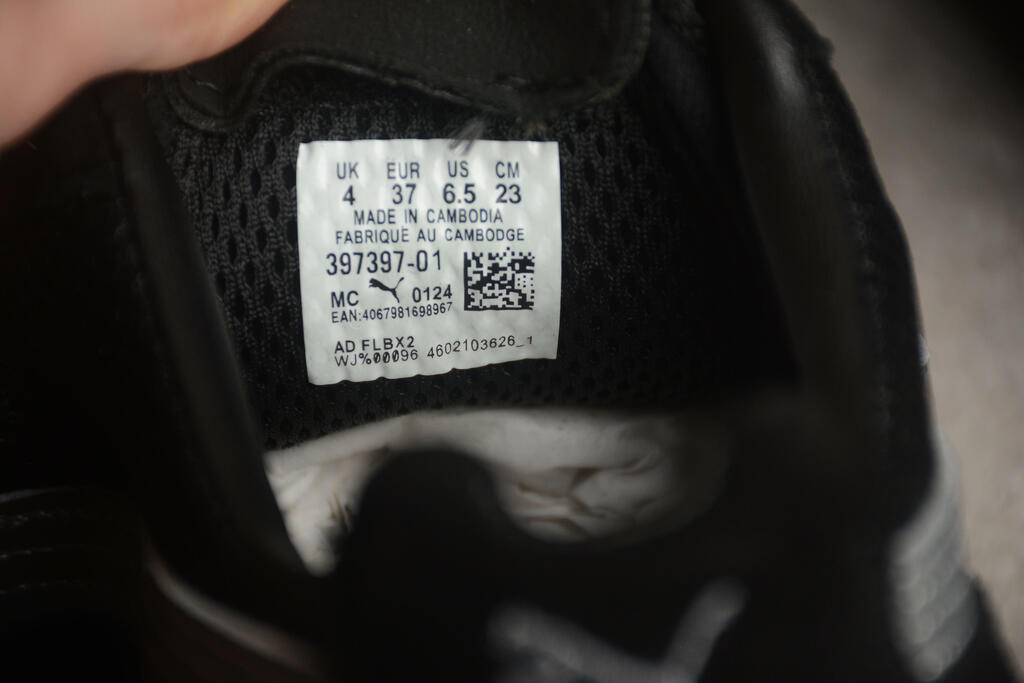 UK EUR US CM
4 37 6.5 23
MADE IN CAMBODIA
FABRIQUÉ AU CAMBODGE
397397-01
MC 0124
EAN:4067981698967
AD FLBX2
WJ%00096 4602103626_1